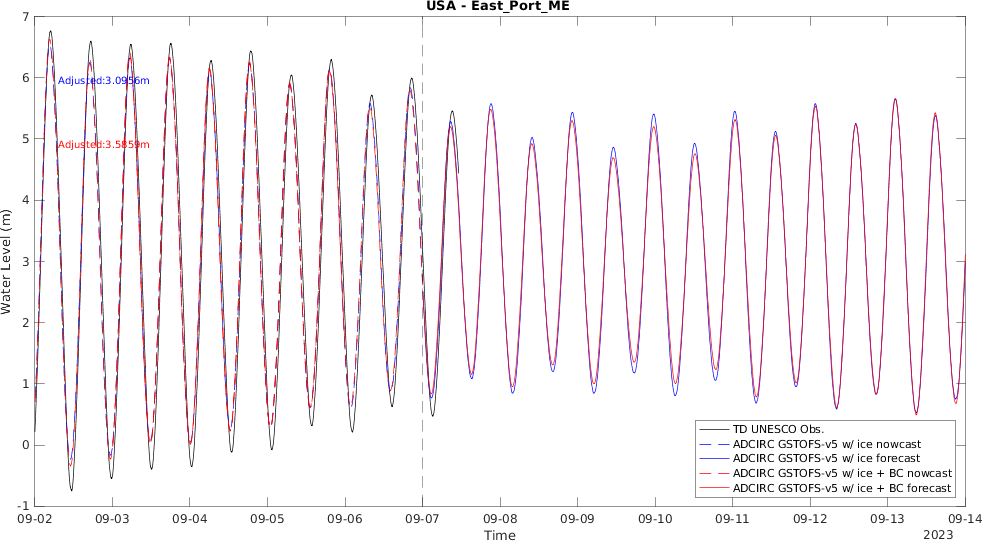 USA - East_Port_ME
7
6
5
4
3
2
1
0
-1
Water Level (m)
Adjusted:3.0956m
Adjusted:3.5859m
TD UNESCO Obs.
ADCIRC GSTOFS-v5 w/ ice nowcast
ADCIRC GSTOFS-v5 w/ ice forecast
ADCIRC GSTOFS-v5 w/ ice + BC nowcast
ADCIRC GSTOFS-v5 w/ ice + BC forecast
09-02 09-03 09-04 09-05 09-06 09-07 09-08 09-09 09-10 09-11 09-12 09-13 09-14
Time
2023